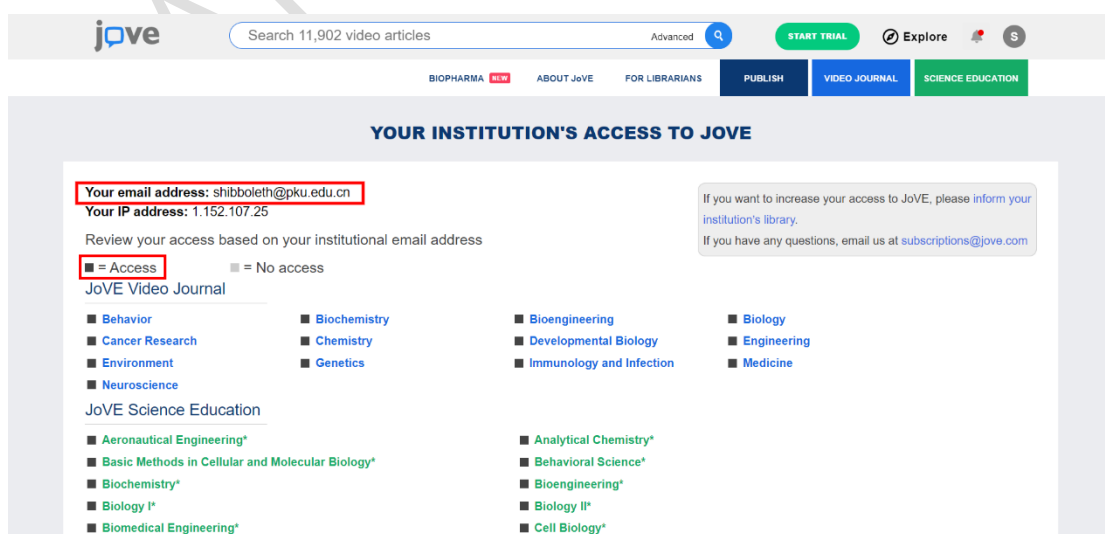 jove
Search 11,902 video articles
Advanced
START TRIAL
Explore
S
BIOPHARMA NEW
ABOUT JoVE
FOR LIBRARIANS
PUBLISH
VIDEO JOURNAL
SCIENCE EDUCATION
YOUR INSTITUTION'S ACCESS TO JOVE
Your email address: shibboleth@pku.edu.cn
Your IP address: 1.152.107.25
If you want to increase your access to JoVE, please inform your
institution's library.
If you have any questions, email us at subscriptions@jove.com
Review your access based on your institutional email address
= Access
= No access
JoVE Video Journal
Behavior
Biochemistry
Bioengineering
Biology
Cancer Research
Chemistry
Developmental Biology
Engineering
Environment
Genetics
Immunology and Infection
Medicine
Neuroscience
JoVE Science Education
Aeronautical Engineering*
Analytical Chemistry*
Basic Methods in Cellular and Molecular Biology*
Behavioral Science*
Biochemistry*
Bioengineering*
Biology I*
Biology II*
Biomedical Engineering*
Cell Biology*